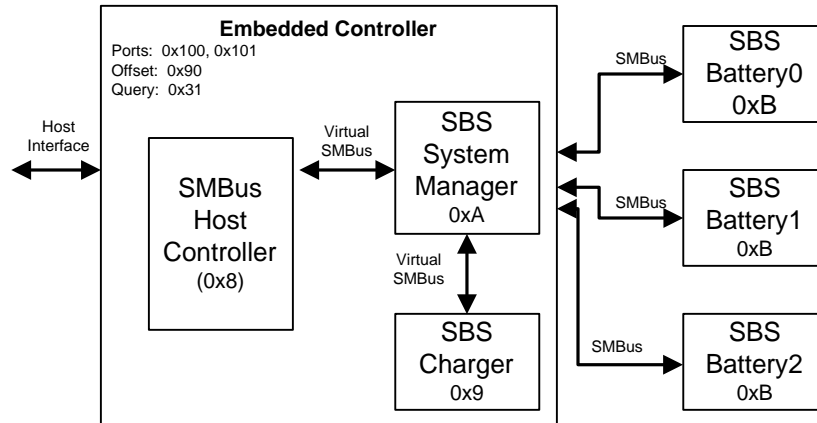 Embedded Controller
Ports: 0x100, 0x101
Offset: 0x90
Query: 0x31
Host
Interface
SMBus
Host
Controller
(0x8)
Virtual
SMBus
SBS
System
Manager
0xA
Virtual
SMBus
SBS
Charger
0x9
SMBus
SBS
Battery0
0xB
SMBus
SBS
Battery1
0xB
SMBus
SBS
Battery2
0xB